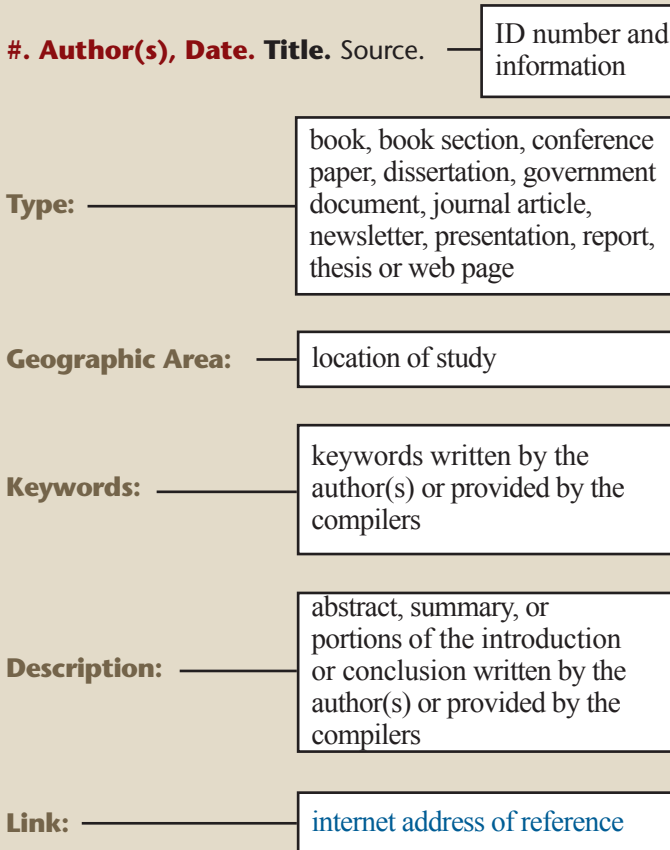 #. Author(s), Date. Title. Source.
ID number and
information
Type:
book, book section, conference
paper, dissertation, government
document, journal article,
newsletter, presentation, report,
thesis or web page
Geographic Area:
location of study
Keywords:
keywords written by the
author(s) or provided by the
compilers
Description:
abstract, summary, or
portions of the introduction
or conclusion written by the
author(s) or provided by the
compilers
Link:
internet address of reference